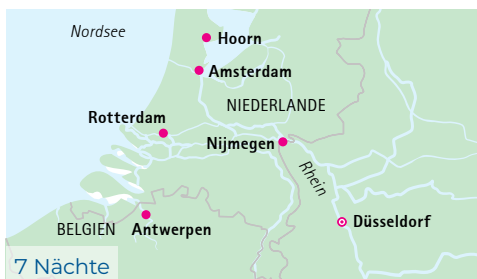 Nordsee
Hoorn
Amsterdam
NIEDERLANDE
Rotterdam
Nijmegen
Rhein
Düsseldorf
BELGIEN
Antwerpen
7 Nächte